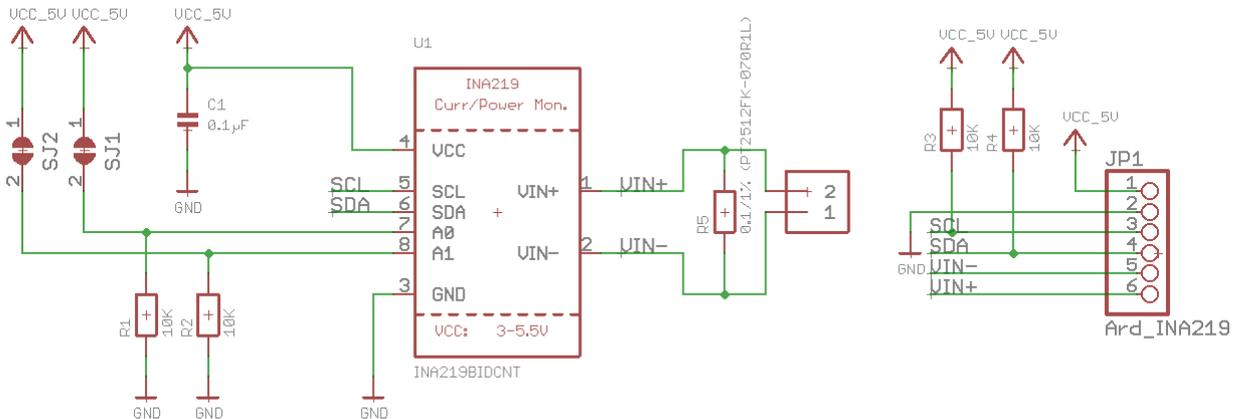 VCC_5V VCC_5V VCC_5V
U1
INA219
Curr/Power Mon.
C1
0.1µF
1
SJ2
2
1
SJ1
2
GND
4 VCC
SCL 5 SCL
SDA 6 SDA
7 A0
8 A1
3 GND
VIN+ 1 VIN+
VIN- 2 VIN-
VCC: 3-5.5V
INA219BIDCNT
R1
10K
R2
10K
GND GND GND
R5
0.1/1% (PT2512FK-070R1L)
2
1
VCC_5V VCC_5V
R3
10K
R4
10K
VCC_5V
JP1
1
2
SCL 3
SDA 4
GND VIN- 5
VIN+ 6
Ard_INA219